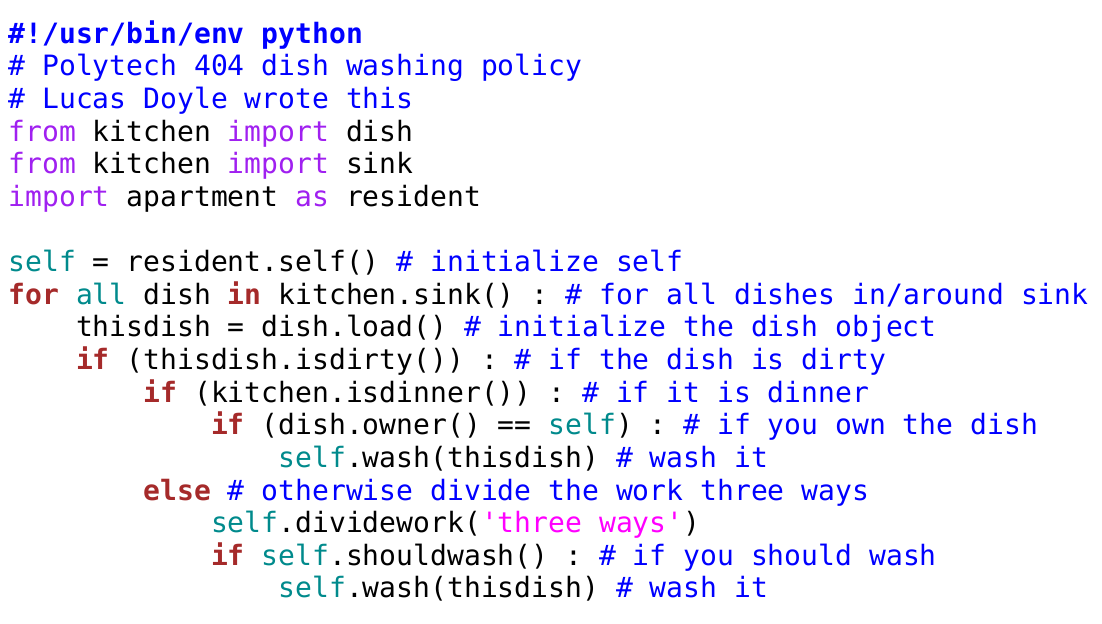 #!/usr/bin/env python
# Polytech 404 dish washing policy
# Lucas Doyle wrote this
from kitchen import dish
from kitchen import sink
import apartment as resident

self = resident.self() # initialize self
for all dish in kitchen.sink() : # for all dishes in/around sink
    thisdish = dish.load() # initialize the dish object
    if (thisdish.isdirty()) : # if the dish is dirty
        if (kitchen.isdinner()) : # if it is dinner
            if (dish.owner() == self) : # if you own the dish
                self.wash(thisdish) # wash it
        else # otherwise divide the work three ways
            self.dividework('three ways')
            if self.shouldwash() : # if you should wash
                self.wash(thisdish) # wash it